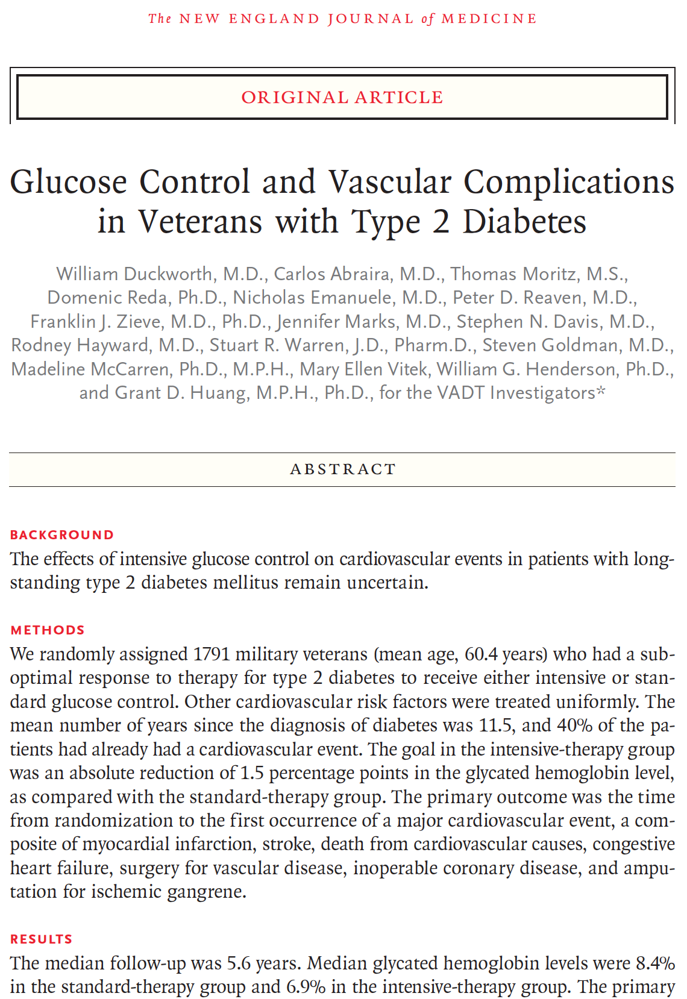 The NEW ENGLAND JOURNAL of MEDICINE
ORIGINAL ARTICLE
Glucose Control and Vascular Complications
in Veterans with Type 2 Diabetes
William Duckworth, M.D., Carlos Abraira, M.D., Thomas Moritz, M.S.,
Domenic Reda, Ph.D., Nicholas Emanuele, M.D., Peter D. Reaven, M.D.,
Franklin J. Zieve, M.D., Ph.D., Jennifer Marks, M.D., Stephen N. Davis, M.D.,
Rodney Hayward, M.D., Stuart R. Warren, J.D., Pharm.D., Steven Goldman, M.D.,
Madeline McCarren, Ph.D., M.P.H., Mary Ellen Vitek, William G. Henderson, Ph.D.,
and Grant D. Huang, M.P.H., Ph.D., for the VADT Investigators*
ABSTRACT
BACKGROUND
The effects of intensive glucose control on cardiovascular events in patients with long-
standing type 2 diabetes mellitus remain uncertain.
METHODS
We randomly assigned 1791 military veterans (mean age, 60.4 years) who had a sub-
optimal response to therapy for type 2 diabetes to receive either intensive or stan-
dard glucose control. Other cardiovascular risk factors were treated uniformly. The
mean number of years since the diagnosis of diabetes was 11.5, and 40% of the pa-
tients had already had a cardiovascular event. The goal in the intensive-therapy group
was an absolute reduction of 1.5 percentage points in the glycated hemoglobin level,
as compared with the standard-therapy group. The primary outcome was the time
from randomization to the first occurrence of a major cardiovascular event, a com-
posite of myocardial infarction, stroke, death from cardiovascular causes, congestive
heart failure, surgery for vascular disease, inoperable coronary disease, and ampu-
tation for ischemic gangrene.
RESULTS
The median follow-up was 5.6 years. Median glycated hemoglobin levels were 8.4%
in the standard-therapy group and 6.9% in the intensive-therapy group. The primary